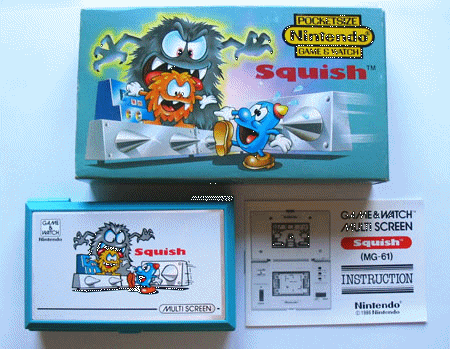 POCKETSIZE
Nintendo
GAME & WATCH
Squish™
GAME
&
WATCH
Nintendo
Squish
MULTI SCREEN
GAME & WATCH
MULTI SCREEN
Squish™
(MG-61)
INSTRUCTION
Nintendo
© 1986 Nintendo